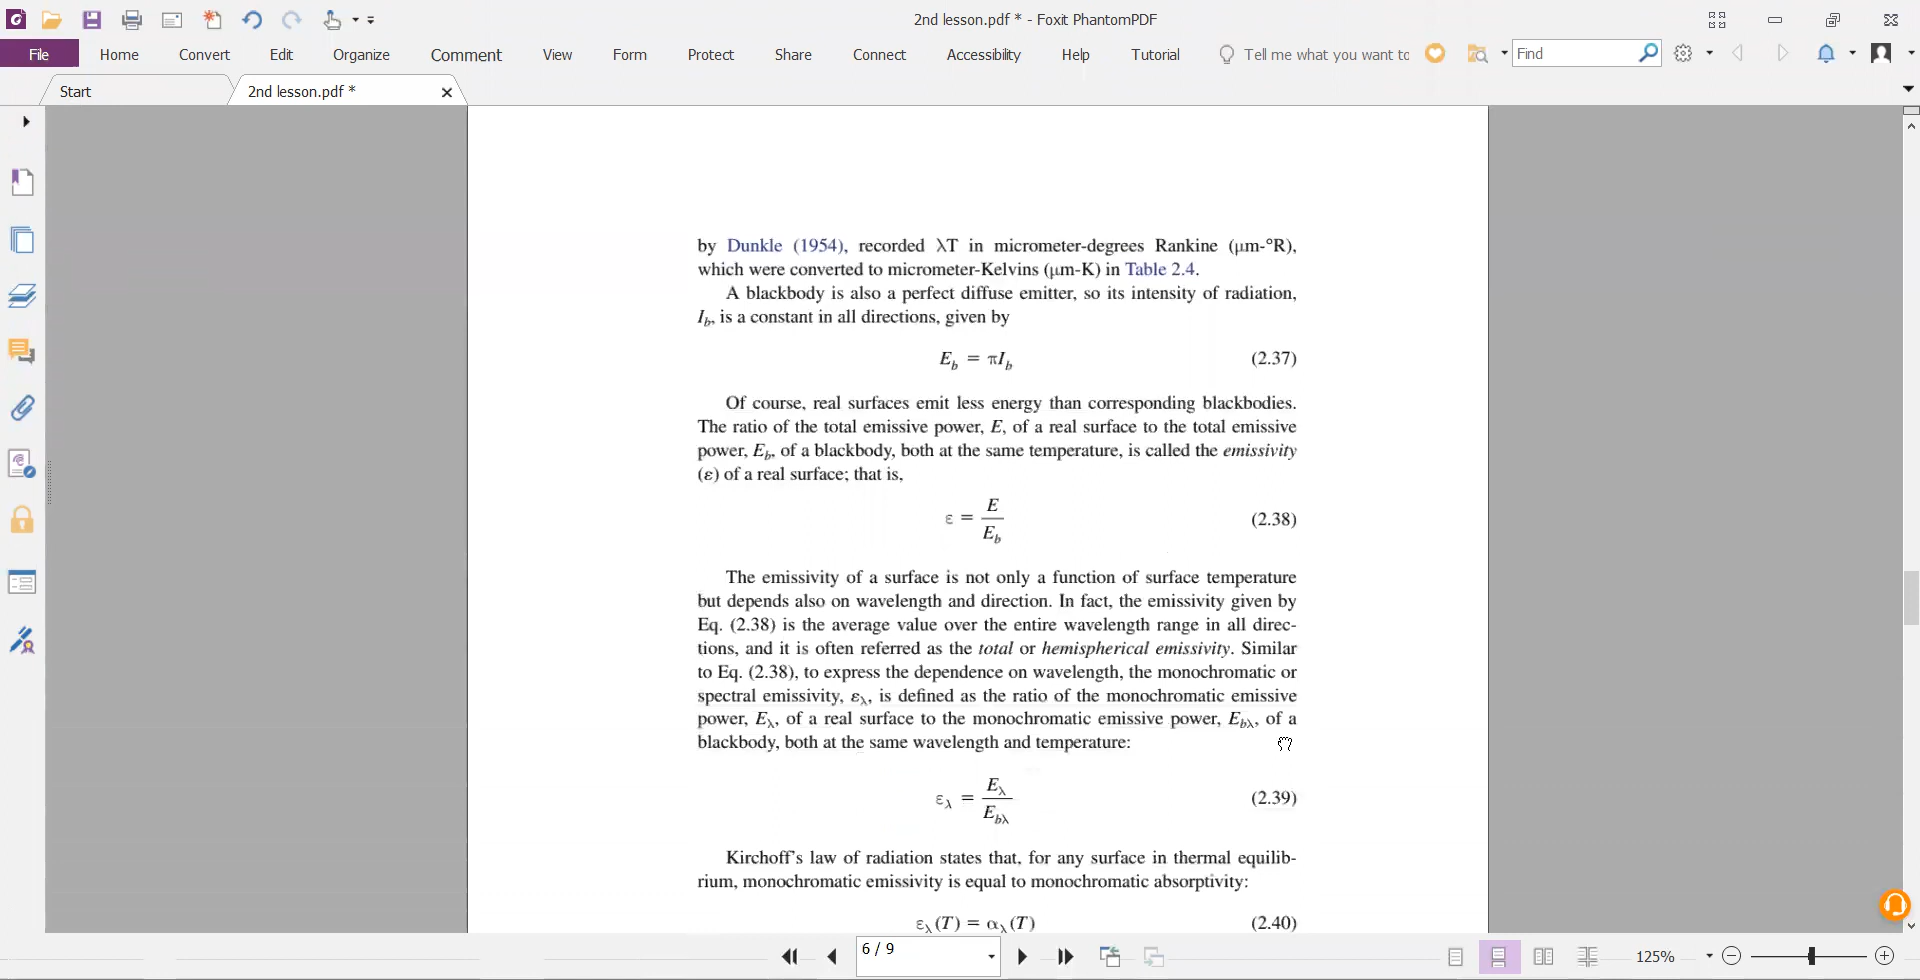 2nd lesson.pdf * - Foxit PhantomPDF
File Home Convert Edit Organize Comment View Form Protect Share Connect Accessibility Help Tutorial Tell me what you want to Find
Start 2nd lesson.pdf *
by Dunkle (1954), recorded λT in micrometer-degrees Rankine (μm-°R),
which were converted to micrometer-Kelvins (μm-K) in Table 2.4.
A blackbody is also a perfect diffuse emitter, so its intensity of radiation,
I_b, is a constant in all directions, given by
E_b = πI_b (2.37)
Of course, real surfaces emit less energy than corresponding blackbodies.
The ratio of the total emissive power, E, of a real surface to the total emissive
power, E_b, of a blackbody, both at the same temperature, is called the emissivity
(ε) of a real surface; that is,
ε = E / E_b (2.38)
The emissivity of a surface is not only a function of surface temperature
but depends also on wavelength and direction. In fact, the emissivity given by
Eq. (2.38) is the average value over the entire wavelength range in all direc-
tions, and it is often referred as the total or hemispherical emissivity. Similar
to Eq. (2.38), to express the dependence on wavelength, the monochromatic or
spectral emissivity, ε_λ, is defined as the ratio of the monochromatic emissive
power, E_λ, of a real surface to the monochromatic emissive power, E_bλ, of a
blackbody, both at the same wavelength and temperature:
ε_λ = E_λ / E_bλ (2.39)
Kirchoff's law of radiation states that, for any surface in thermal equilib-
rium, monochromatic emissivity is equal to monochromatic absorptivity:
ε_λ(T) = α_λ(T) (2.40)
6 / 9 125%